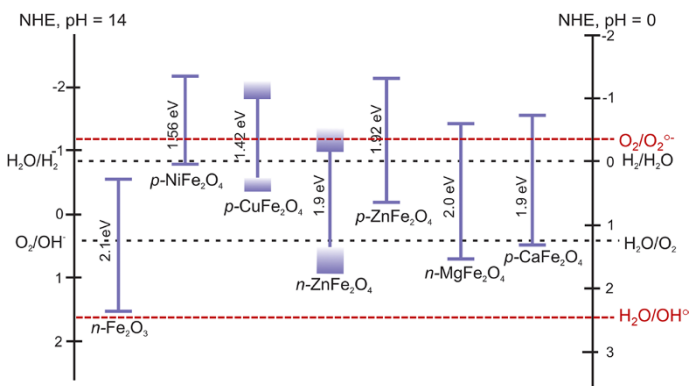 NHE, pH = 14
NHE, pH = 0
-2
-1
0
1
2
-2
-1
0
1
2
3
H₂O/H₂
O₂/OH⁻
O₂/O₂°⁻
H₂/H₂O
H₂O/O₂
H₂O/OH°
2.1 eV
n-Fe₂O₃
1.56 eV
p-NiFe₂O₄
1.42 eV
p-CuFe₂O₄
1.9 eV
n-ZnFe₂O₄
1.92 eV
p-ZnFe₂O₄
2.0 eV
n-MgFe₂O₄
1.9 eV
p-CaFe₂O₄